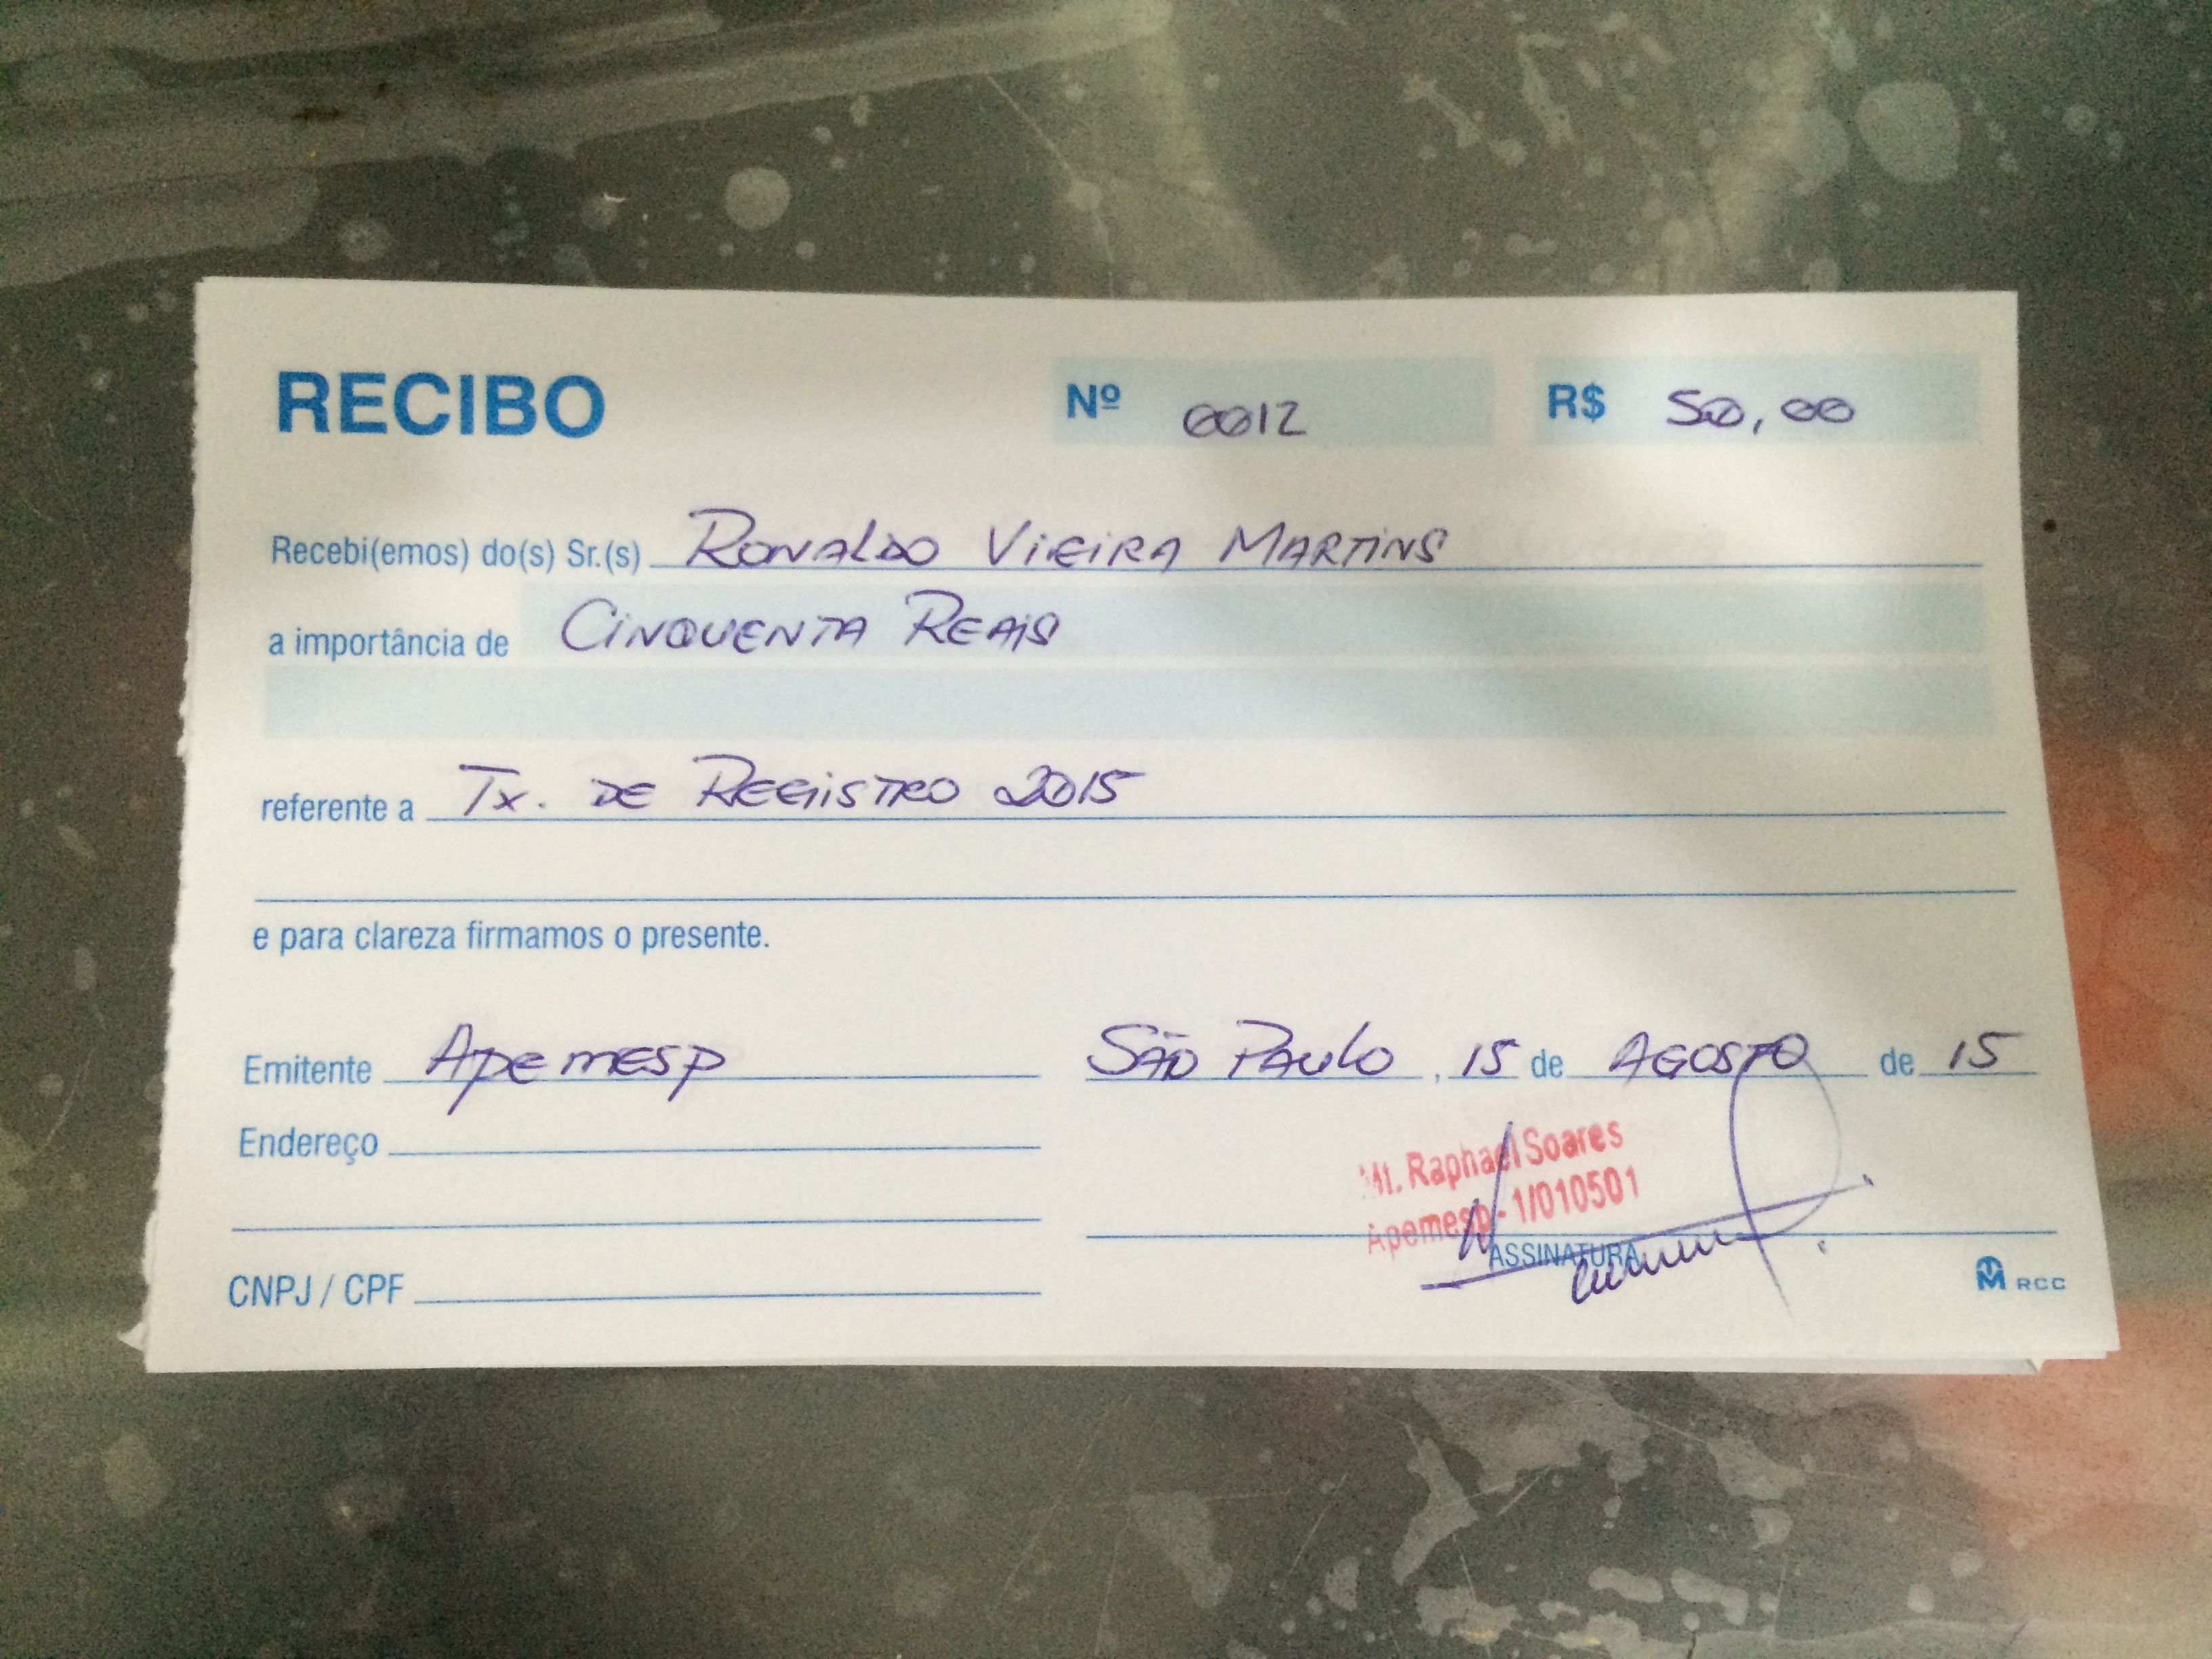 RECIBO Nº 0012 R$ 50,00
Recebi(emos) do(s) Sr.(s) RONALDO VIEIRA MARTINS
a importância de CINQUENTA REAIS
referente a TX. DE REGISTRO 2015
e para clareza firmamos o presente.
Emitente Apemesp SÃO PAULO, 15 de AGOSTO de 15
Endereço
Mt. Raphael Soares
Apemesp - 1/010501
ASSINATURA
CNPJ / CPF
RCC